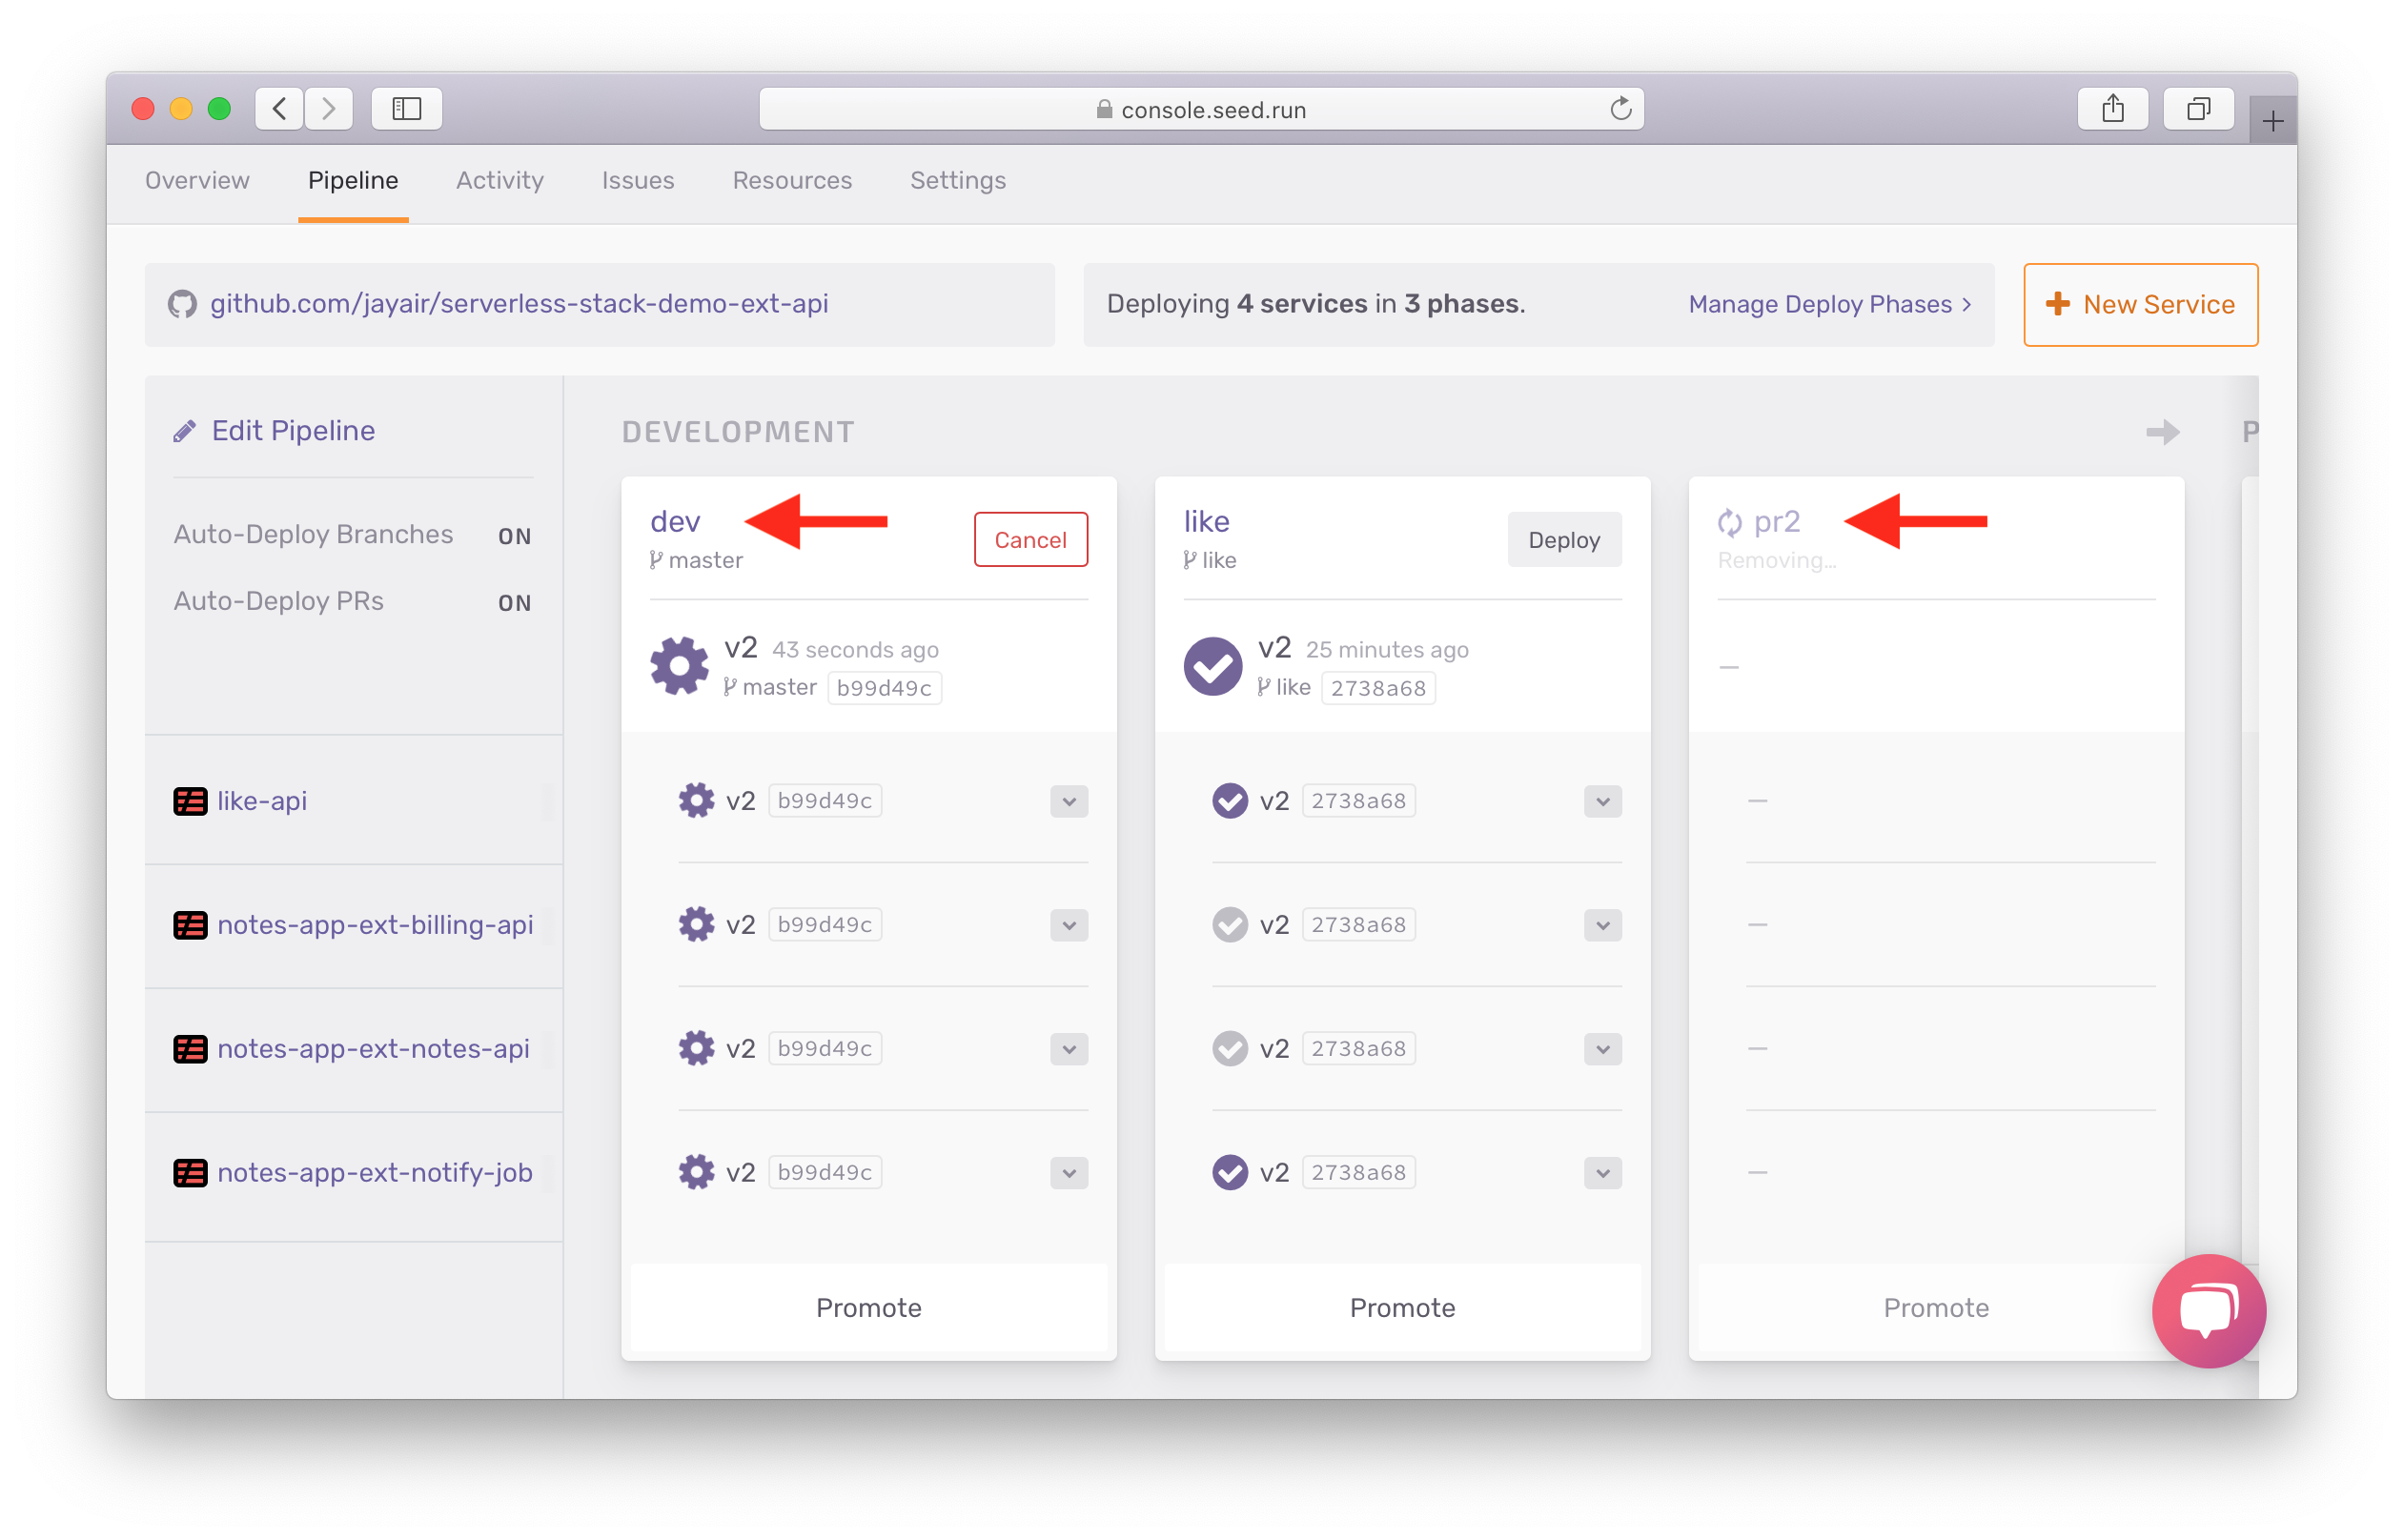 console.seed.run
Overview Pipeline Activity Issues Resources Settings
github.com/jayair/serverless-stack-demo-ext-api
Deploying 4 services in 3 phases.
Manage Deploy Phases >
New Service
Edit Pipeline
Auto-Deploy Branches ON
Auto-Deploy PRs ON
like-api
notes-app-ext-billing-api
notes-app-ext-notes-api
notes-app-ext-notify-job
DEVELOPMENT
P
dev
master
Cancel
v2 43 seconds ago
master b99d49c
v2 b99d49c
v2 b99d49c
v2 b99d49c
v2 b99d49c
Promote
like
like
Deploy
v2 25 minutes ago
like 2738a68
v2 2738a68
v2 2738a68
v2 2738a68
v2 2738a68
Promote
pr2
Removing...
—
—
—
—
—
Promote